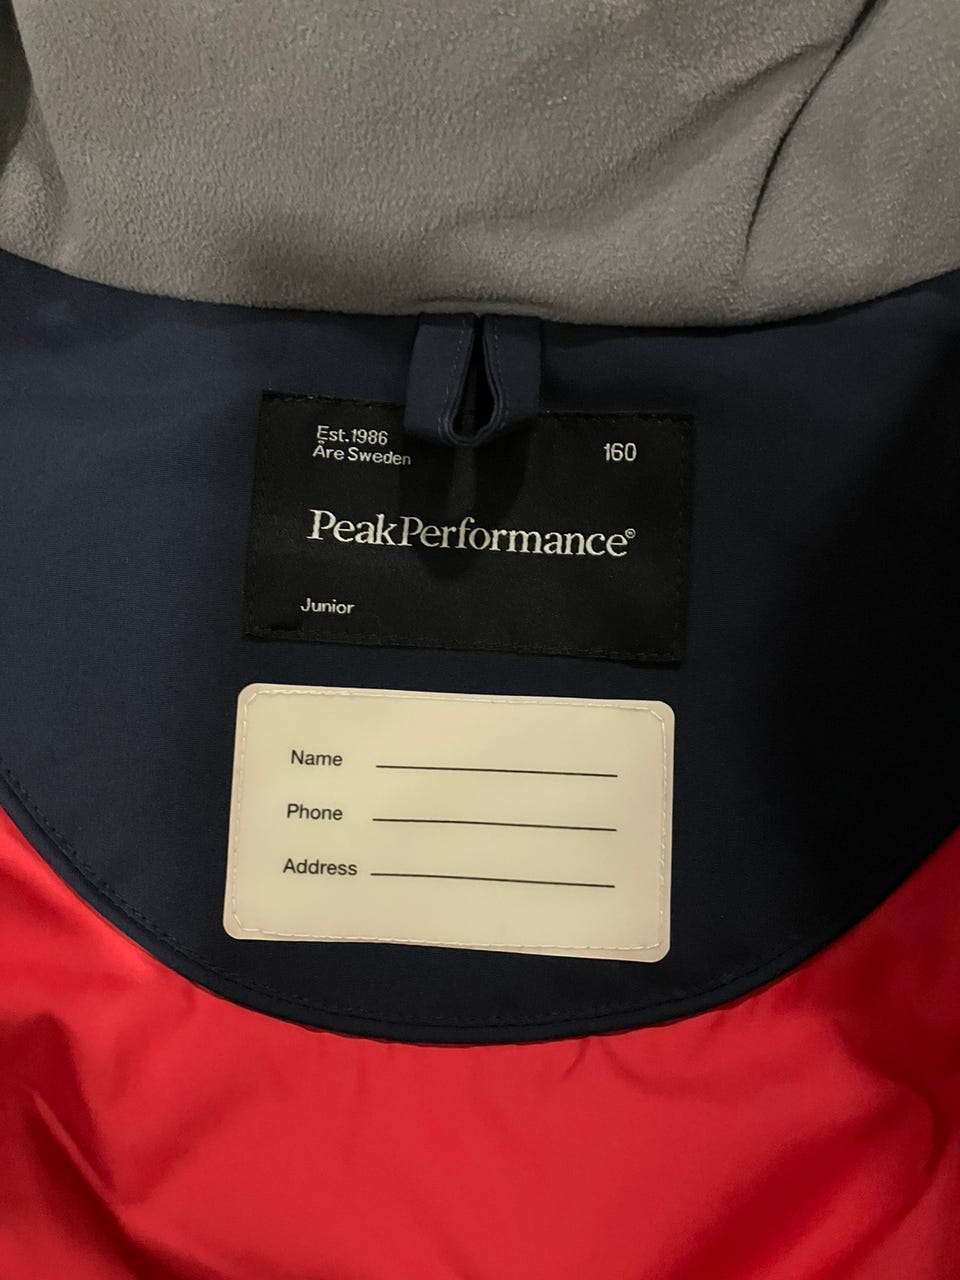 Est.1986
Åre Sweden
160
PeakPerformance®
Junior
Name
Phone
Address